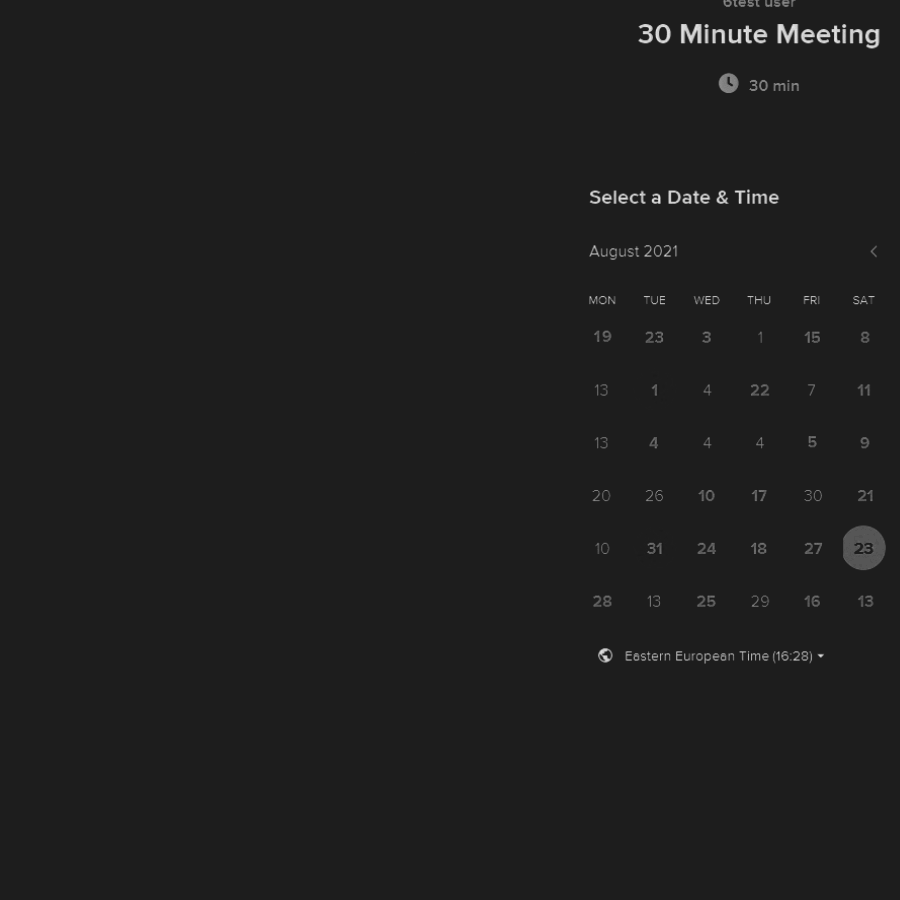 6test user
30 Minute Meeting
30 min
Select a Date & Time
August 2021
MON TUE WED THU FRI SAT
19 23 3 1 15 8
13 1 4 22 7 11
13 4 4 4 5 9
20 26 10 17 30 21
10 31 24 18 27 23
28 13 25 29 16 13
Eastern European Time (16:28)